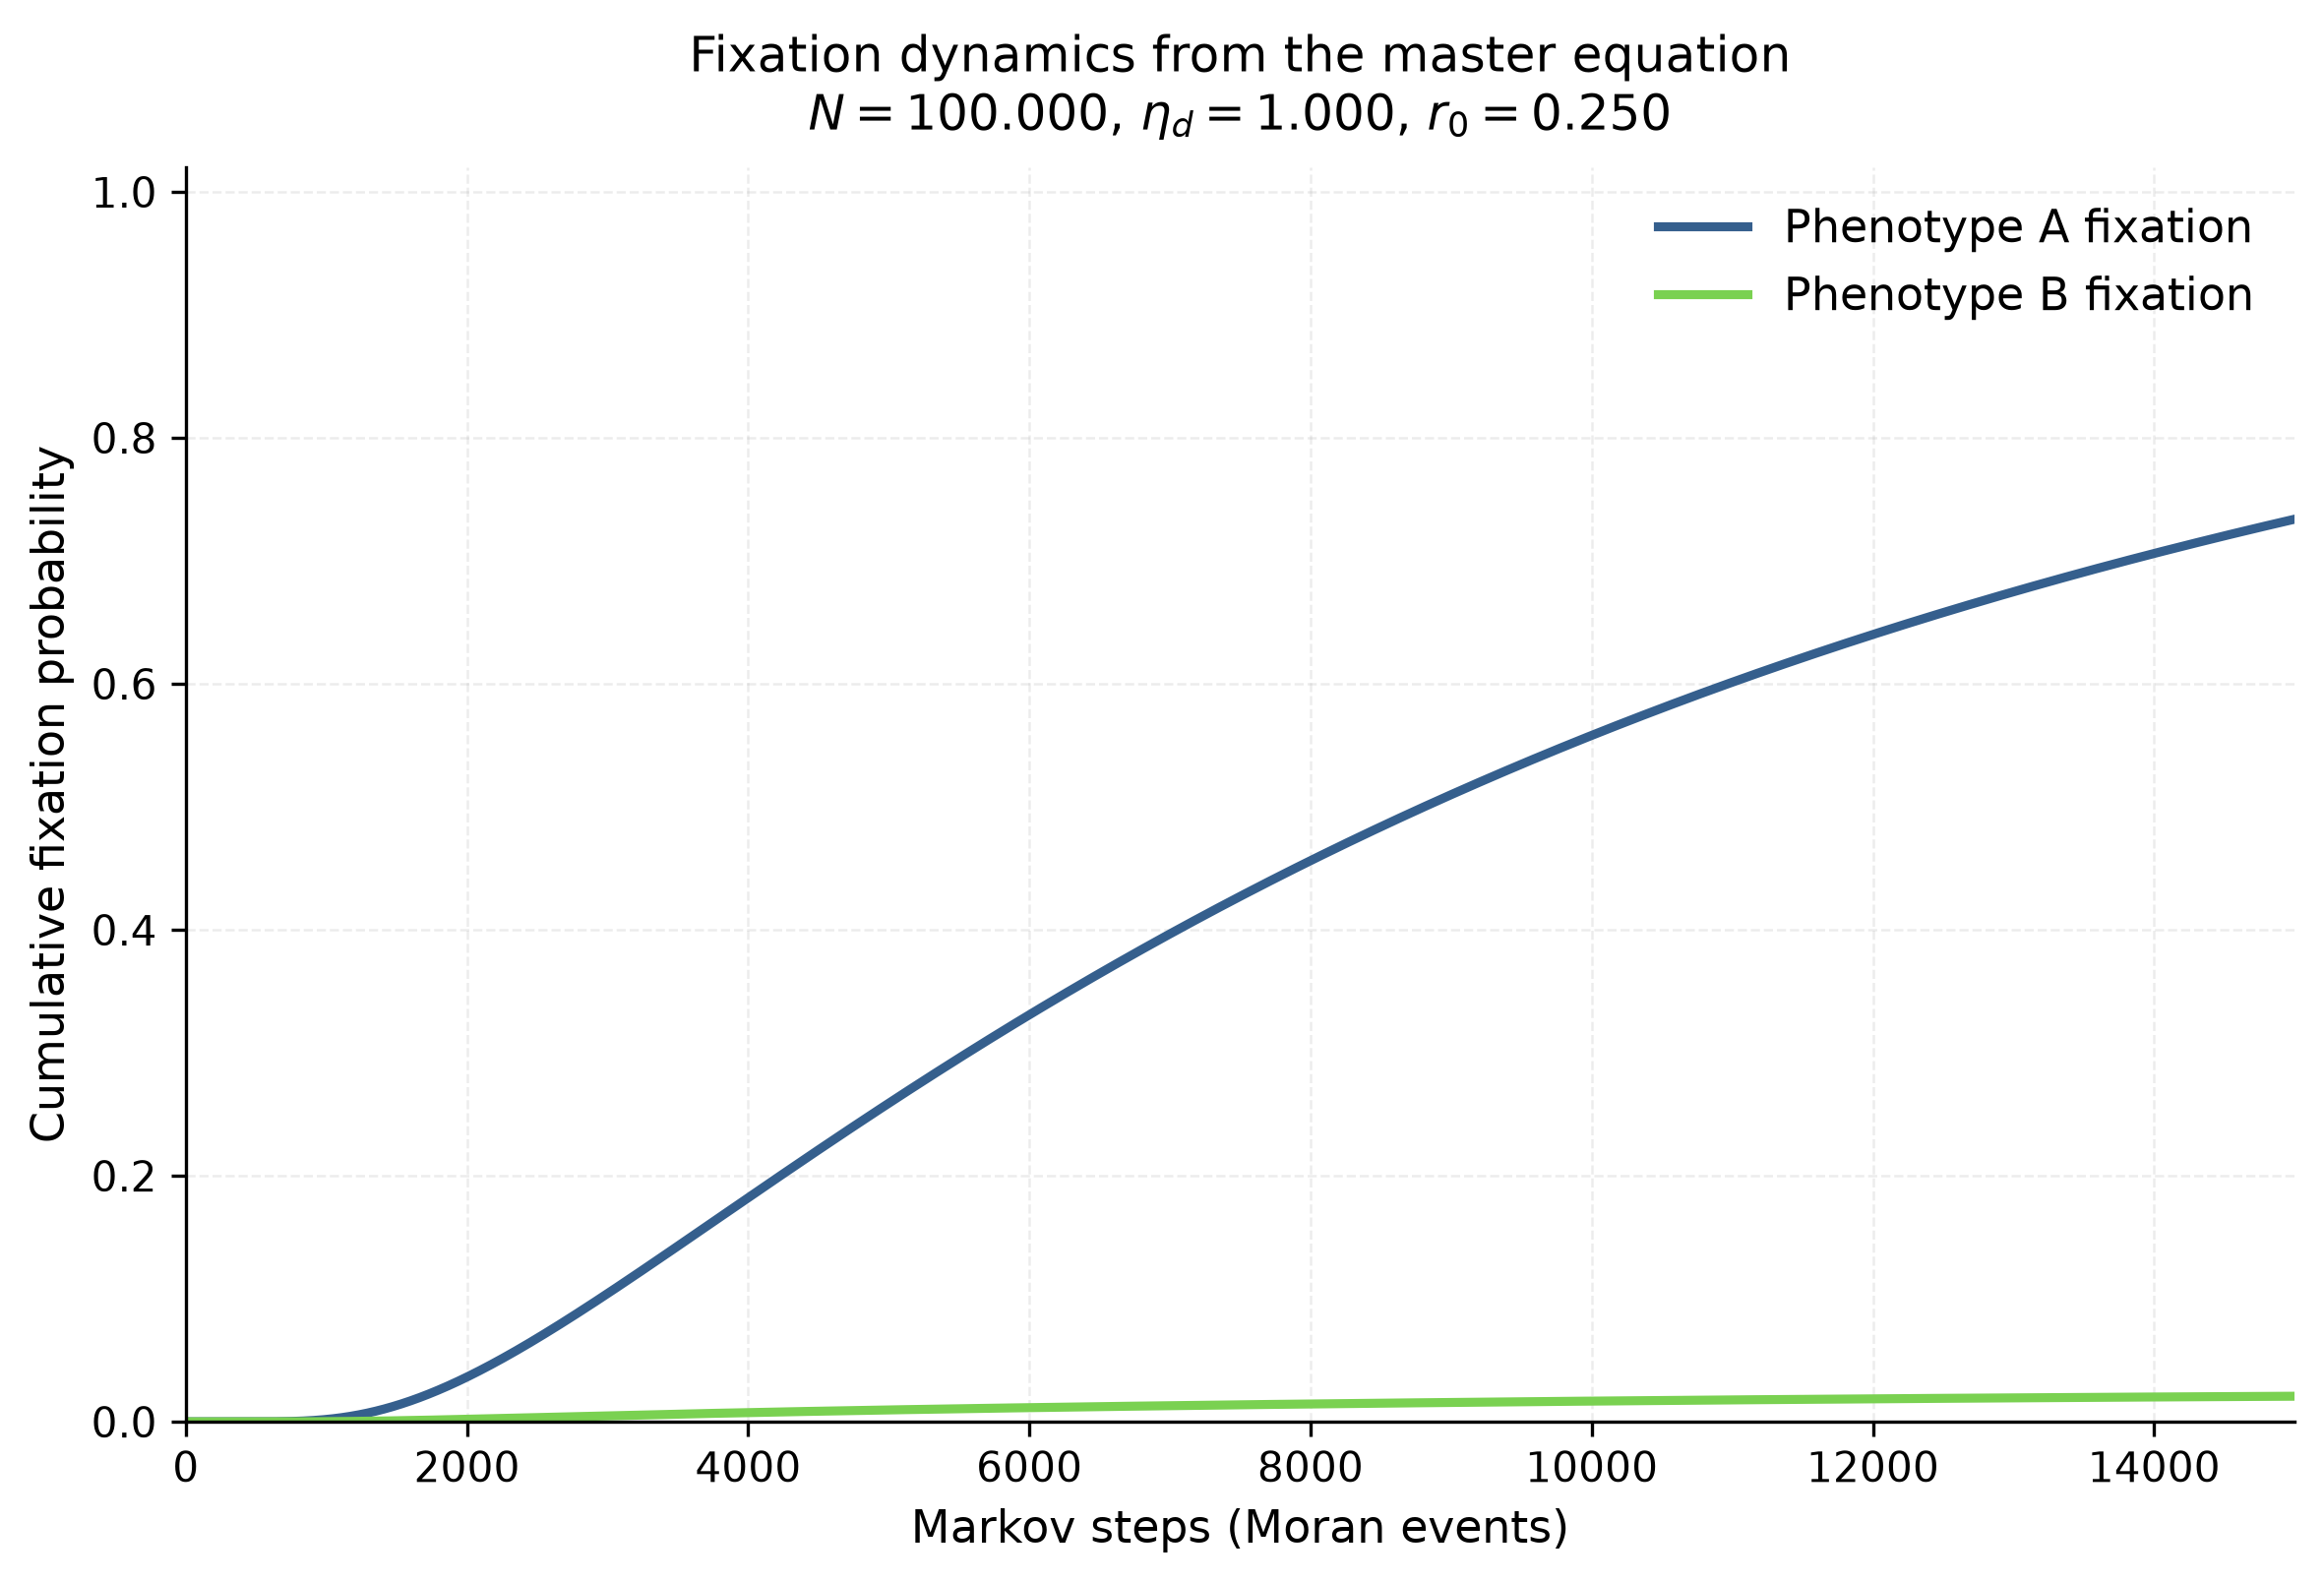 Fixation dynamics from the master equation
N = 100.000, η_d = 1.000, r₀ = 0.250
Cumulative fixation probability
1.0
0.8
0.6
0.4
0.2
0.0
Phenotype A fixation
Phenotype B fixation
0 2000 4000 6000 8000 10000 12000 14000
Markov steps (Moran events)